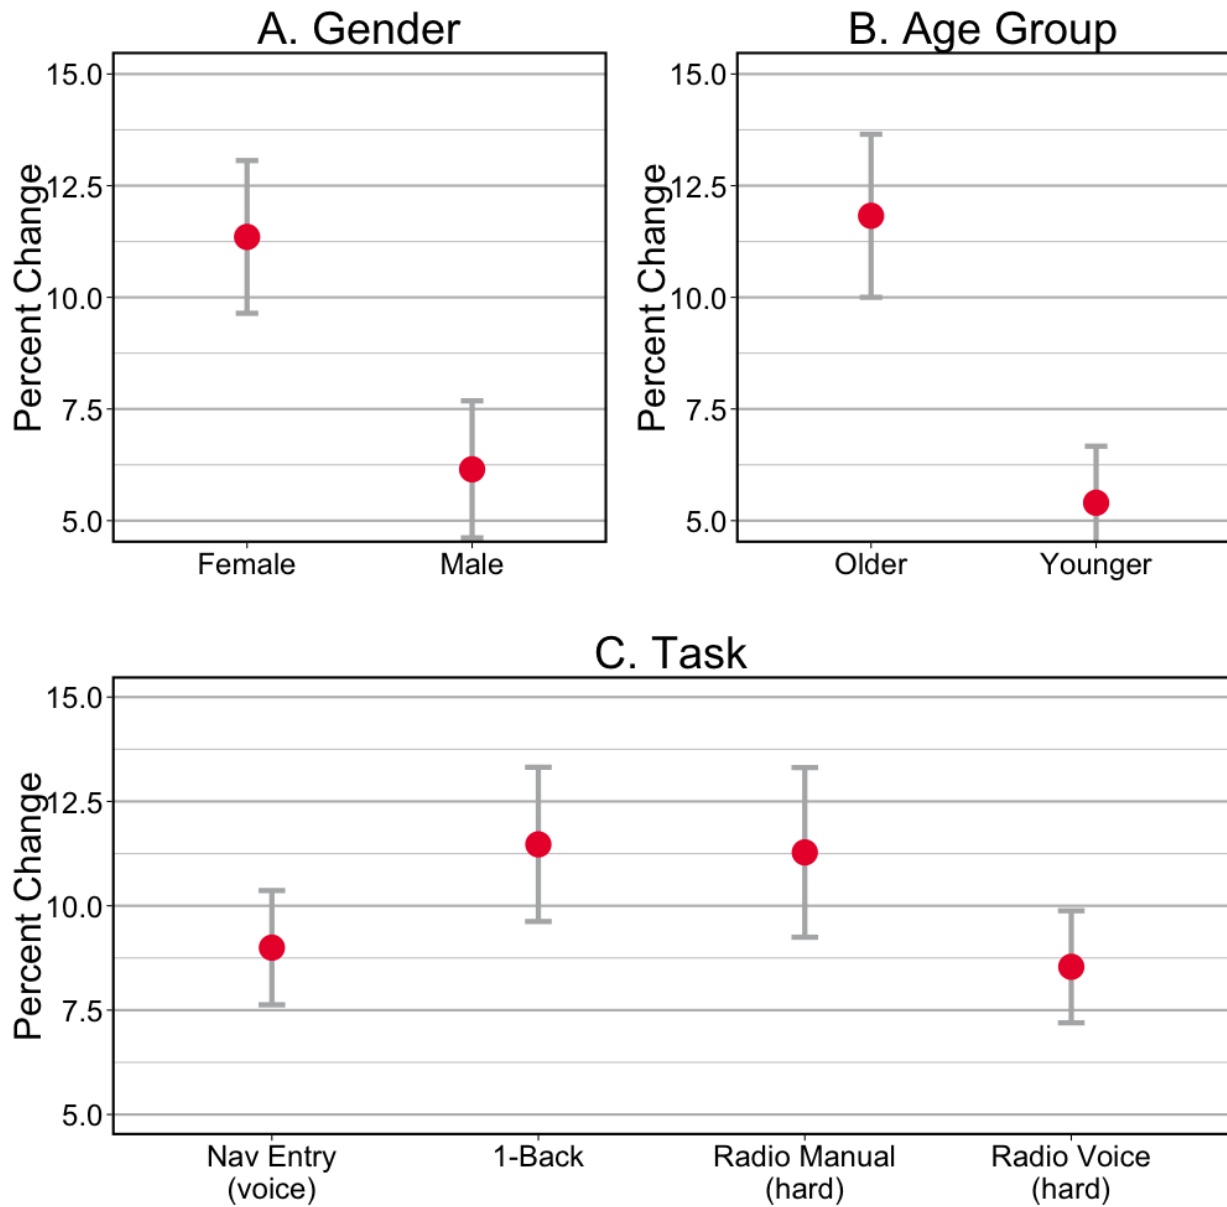 A. Gender
Percent Change
15.0
12.5
10.0
7.5
5.0
Female Male
B. Age Group
Percent Change
15.0
12.5
10.0
7.5
5.0
Older Younger
C. Task
Percent Change
15.0
12.5
10.0
7.5
5.0
Nav Entry 1-Back Radio Manual Radio Voice
(voice) (hard) (hard)